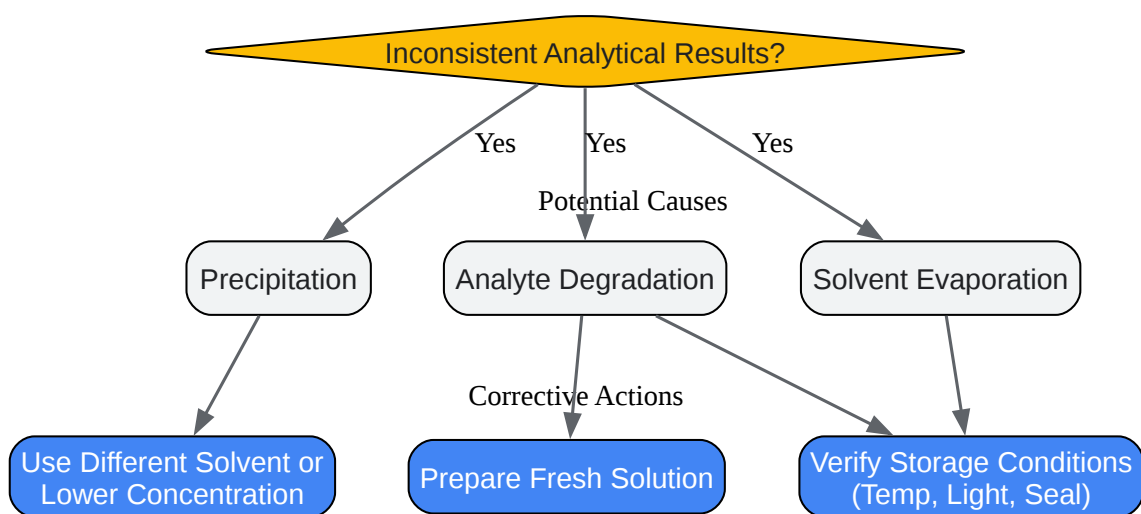 Inconsistent Analytical Results?
Yes
Yes
Yes
Potential Causes
Precipitation
Analyte Degradation
Solvent Evaporation
Corrective Actions
Use Different Solvent or
Lower Concentration
Prepare Fresh Solution
Verify Storage Conditions
(Temp, Light, Seal)